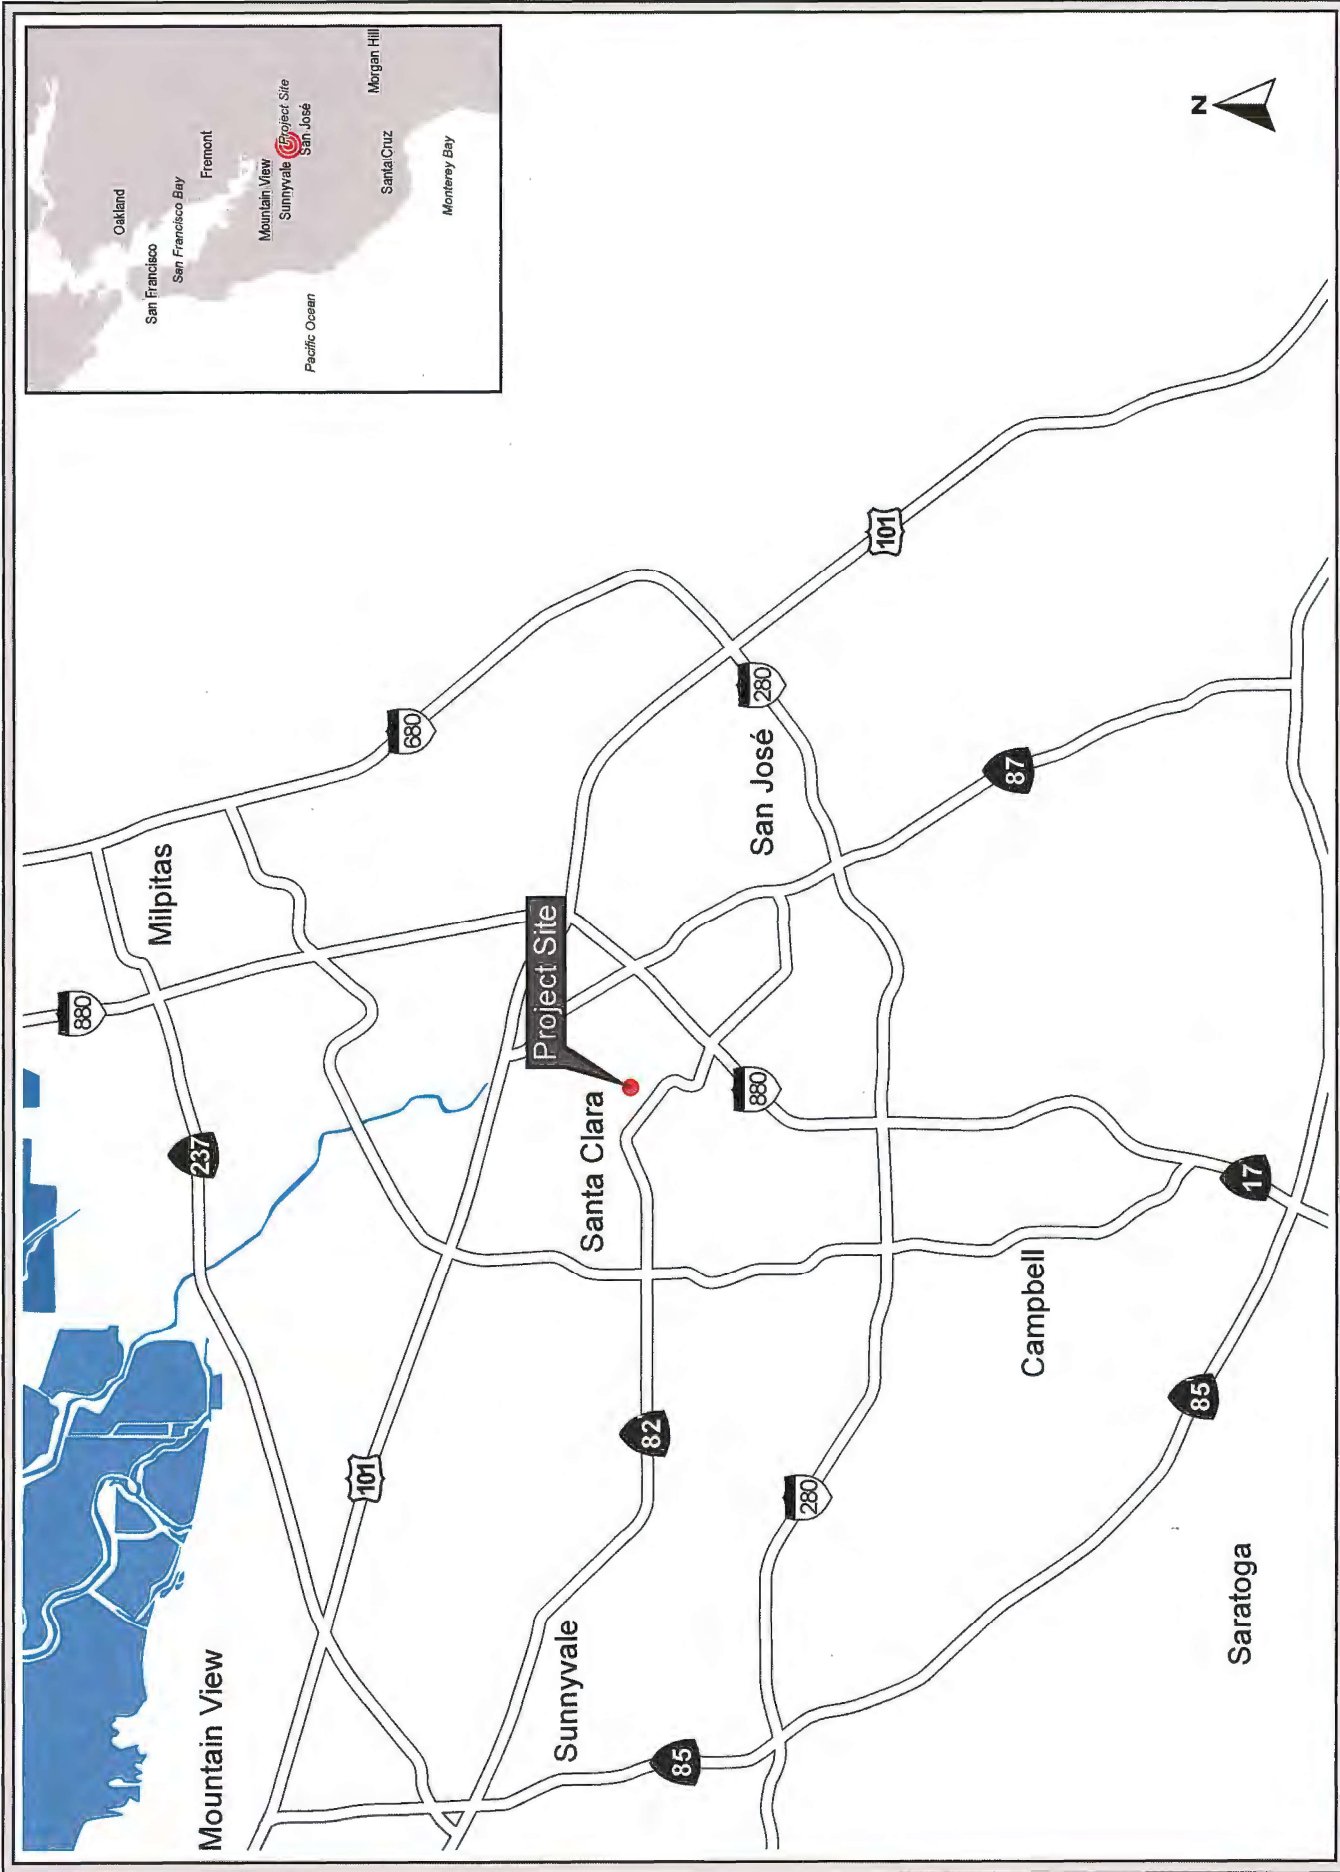 San Francisco
Oakland
San Francisco Bay
Fremont
Mountain View
Sunnyvale
Project Site
San José
Pacific Ocean
Santa Cruz
Morgan Hill
Monterey Bay
Mountain View
237
880
Milpitas
680
101
Project Site
Santa Clara
Sunnyvale
82
85
280
880
San José
280
101
87
Campbell
85
17
Saratoga
N